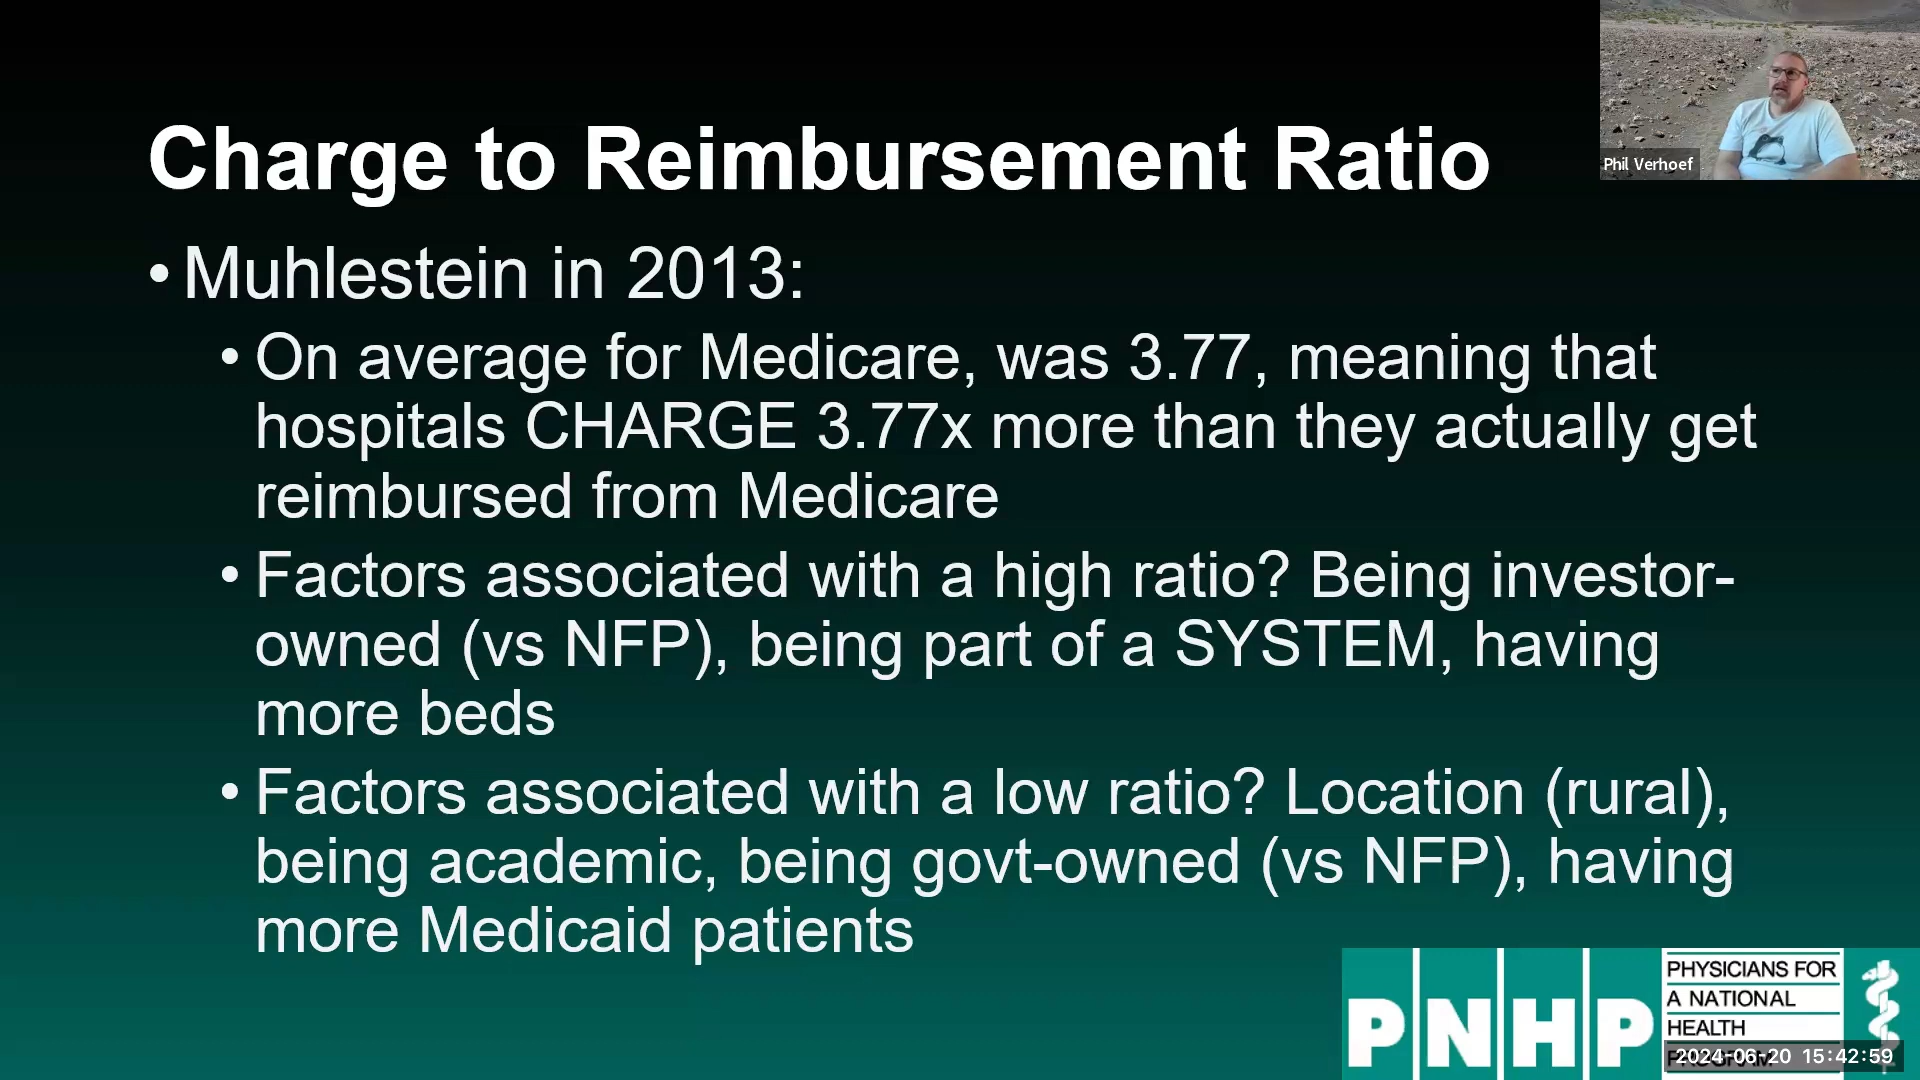 Charge to Reimbursement Ratio
Phil Verhoef
• Muhlestein in 2013:
• On average for Medicare, was 3.77, meaning that
hospitals CHARGE 3.77x more than they actually get
reimbursed from Medicare
• Factors associated with a high ratio? Being investor-
owned (vs NFP), being part of a SYSTEM, having
more beds
• Factors associated with a low ratio? Location (rural),
being academic, being govt-owned (vs NFP), having
more Medicaid patients
PNHP
PHYSICIANS FOR
A NATIONAL
HEALTH
PROGRAM
2024-06-20 15:42:59